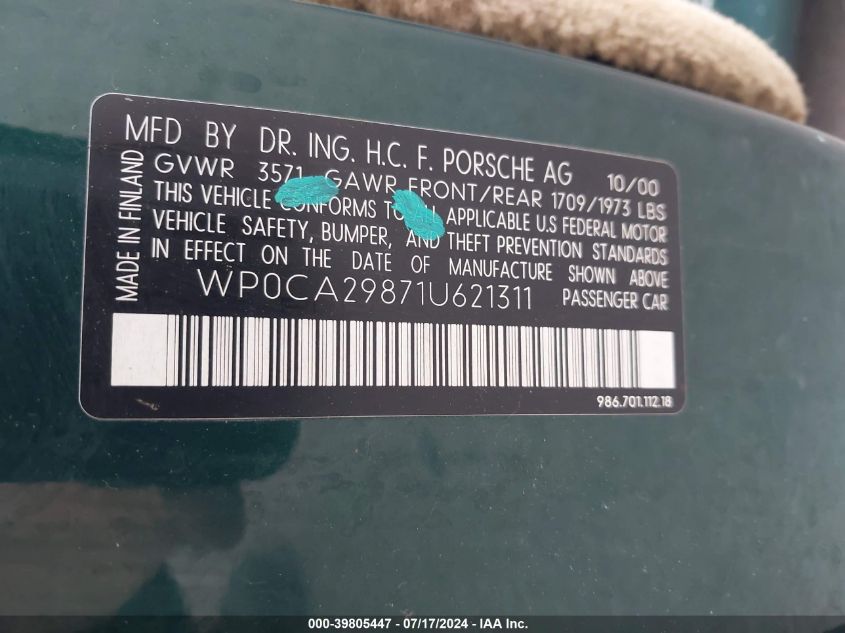 MFD BY DR. ING. H.C. F. PORSCHE AG 10/00
GVWR 3571 GAWR FRONT/REAR 1709/1973 LBS
THIS VEHICLE CONFORMS TO ALL APPLICABLE U.S FEDERAL MOTOR
VEHICLE SAFETY, BUMPER, AND THEFT PREVENTION STANDARDS
IN EFFECT ON THE DATE OF MANUFACTURE SHOWN ABOVE
WP0CA29871U621311 PASSENGER CAR
MADE IN FINLAND
986.701.112.18
000-39805447 - 07/17/2024 - IAA Inc.